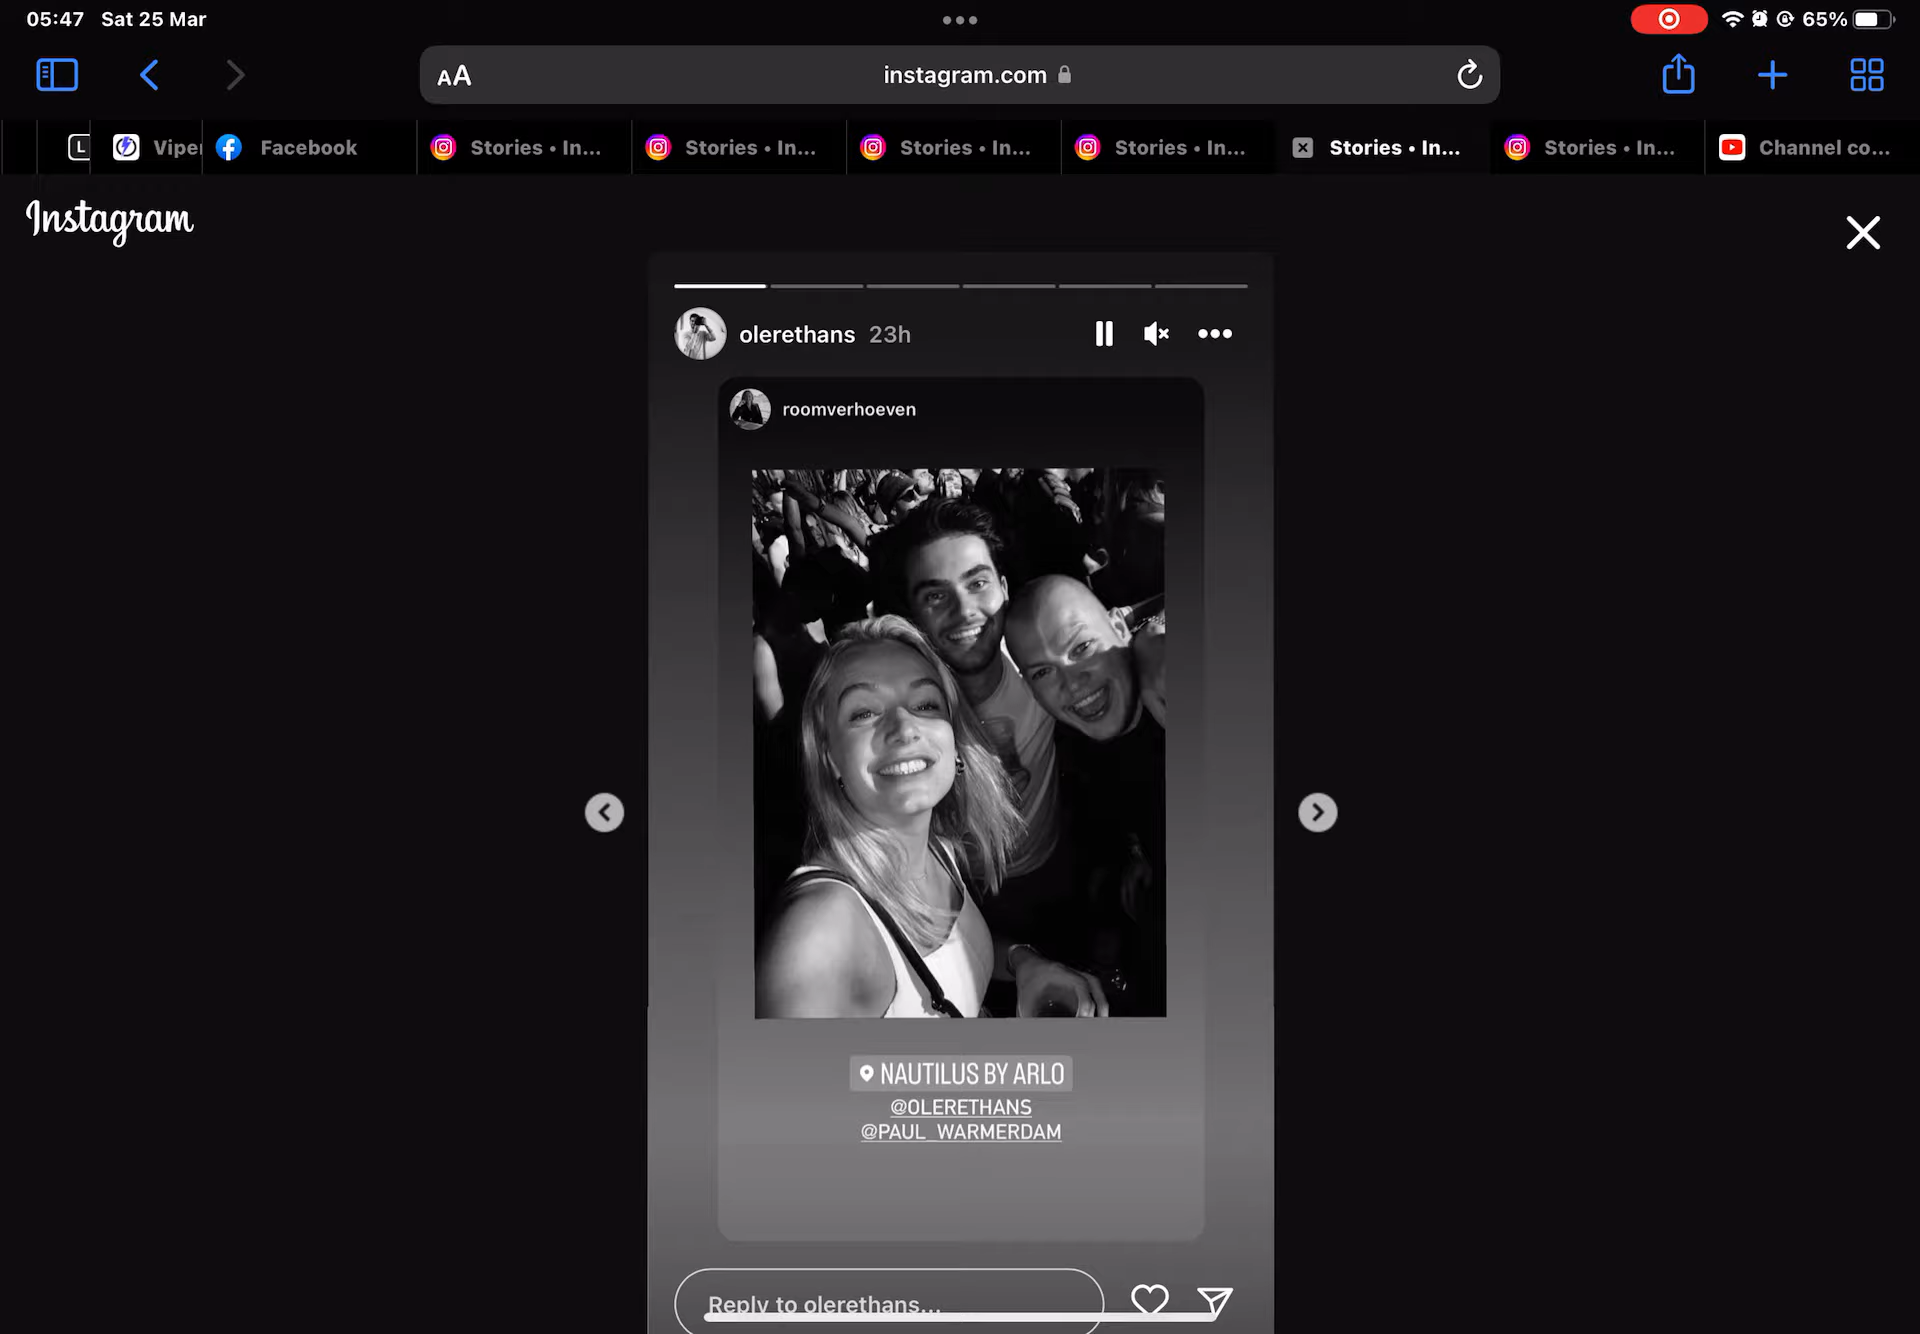 05:47 Sat 25 Mar
65%
AA
instagram.com
L
Viper
Facebook
Stories • In...
Stories • In...
Stories • In...
Stories • In...
Stories • In...
Stories • In...
Channel co...
Instagram
olerethans 23h
roomverhoeven
NAUTILUS BY ARLO
@OLERETHANS
@PAUL_WARMERDAM
Reply to olerethans...